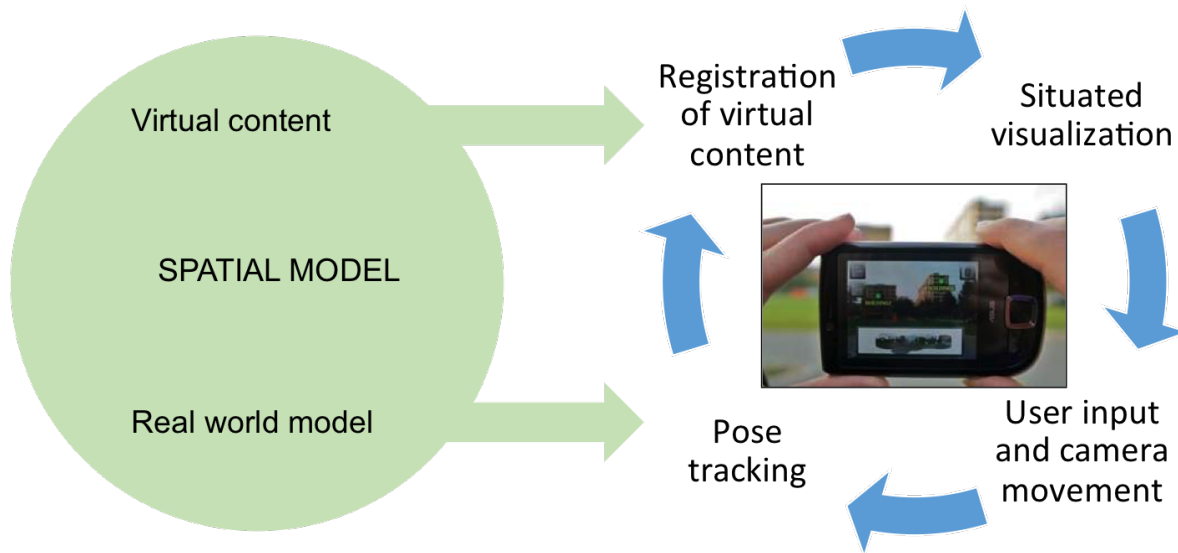 Virtual content
SPATIAL MODEL
Real world model
Registration
of virtual
content
Situated
visualization
User input
and camera
movement
Pose
tracking
ASUS